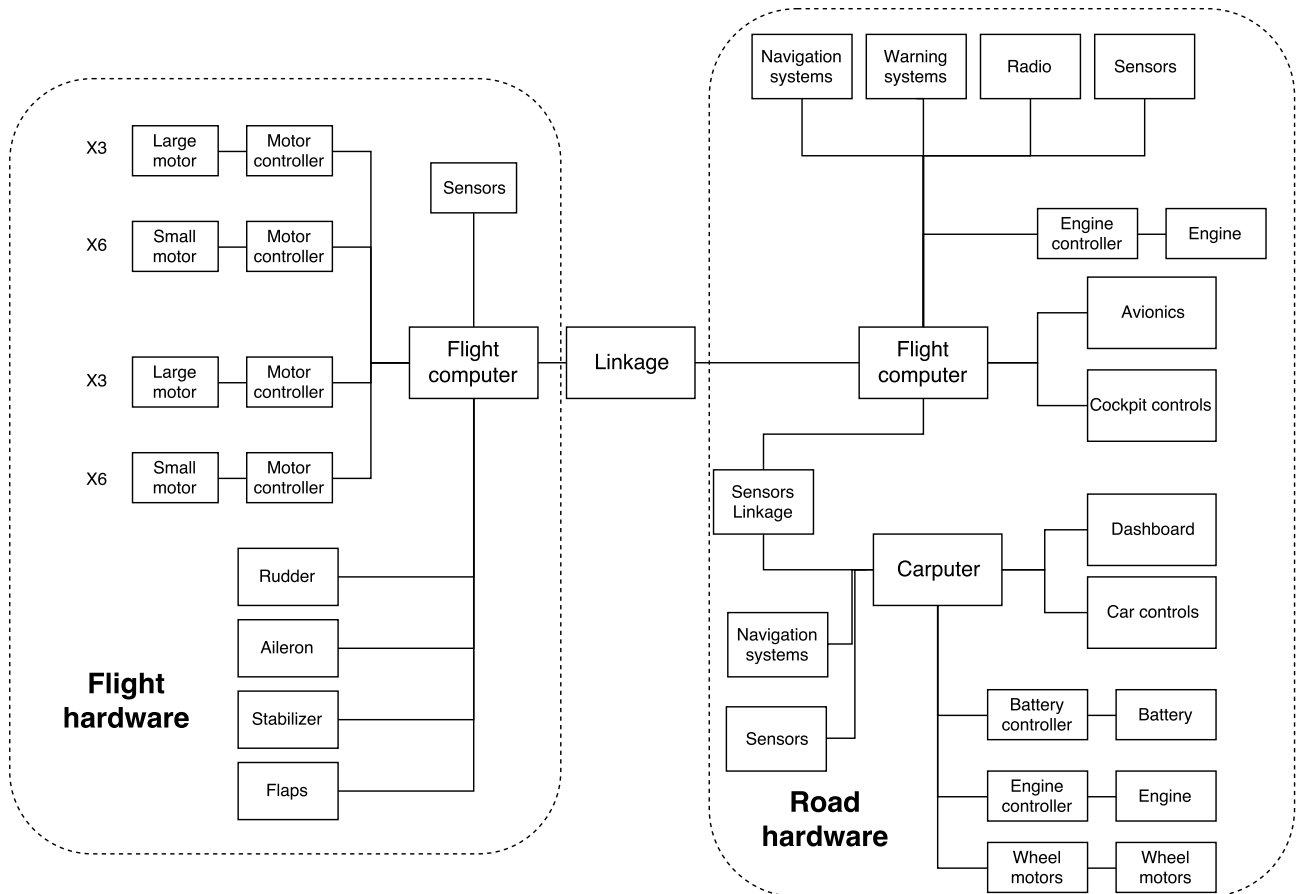 X3
Large
motor
Motor
controller
X6
Small
motor
Motor
controller
X3
Large
motor
Motor
controller
X6
Small
motor
Motor
controller
Sensors
Flight
computer
Rudder
Aileron
Stabilizer
Flaps
Flight
hardware
Linkage
Navigation
systems
Warning
systems
Radio
Sensors
Engine
controller
Engine
Flight
computer
Avionics
Cockpit controls
Sensors
Linkage
Carputer
Dashboard
Car controls
Navigation
systems
Sensors
Battery
controller
Battery
Engine
controller
Engine
Wheel
motors
Wheel
motors
Road
hardware